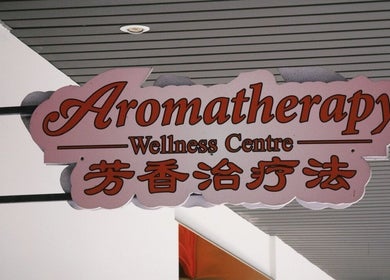 Aromatherapy
Wellness Centre
芳香治疗法